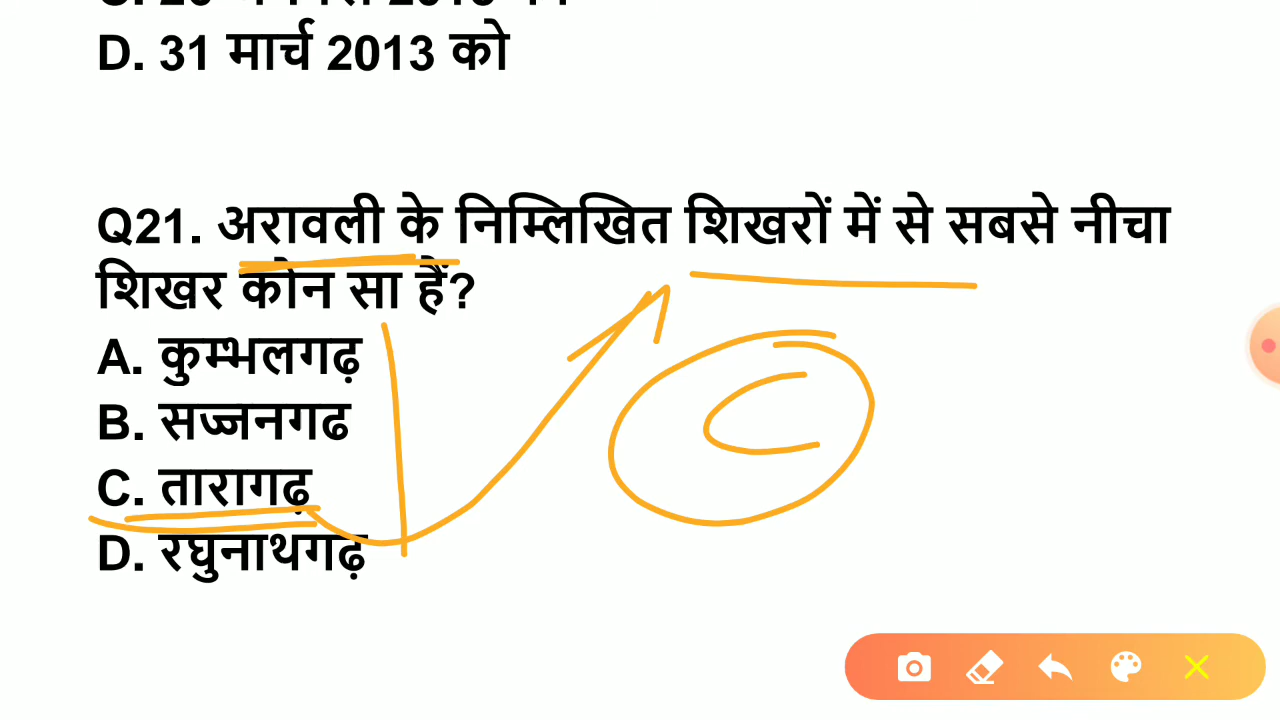 D. 31 मार्च 2013 को
Q21. अरावली के निम्लिखित शिखरों में से सबसे नीचा
शिखर कोन सा हैं?
A. कुम्भलगढ़
B. सज्जनगढ
C. तारागढ़
D. रघुनाथगढ़
C